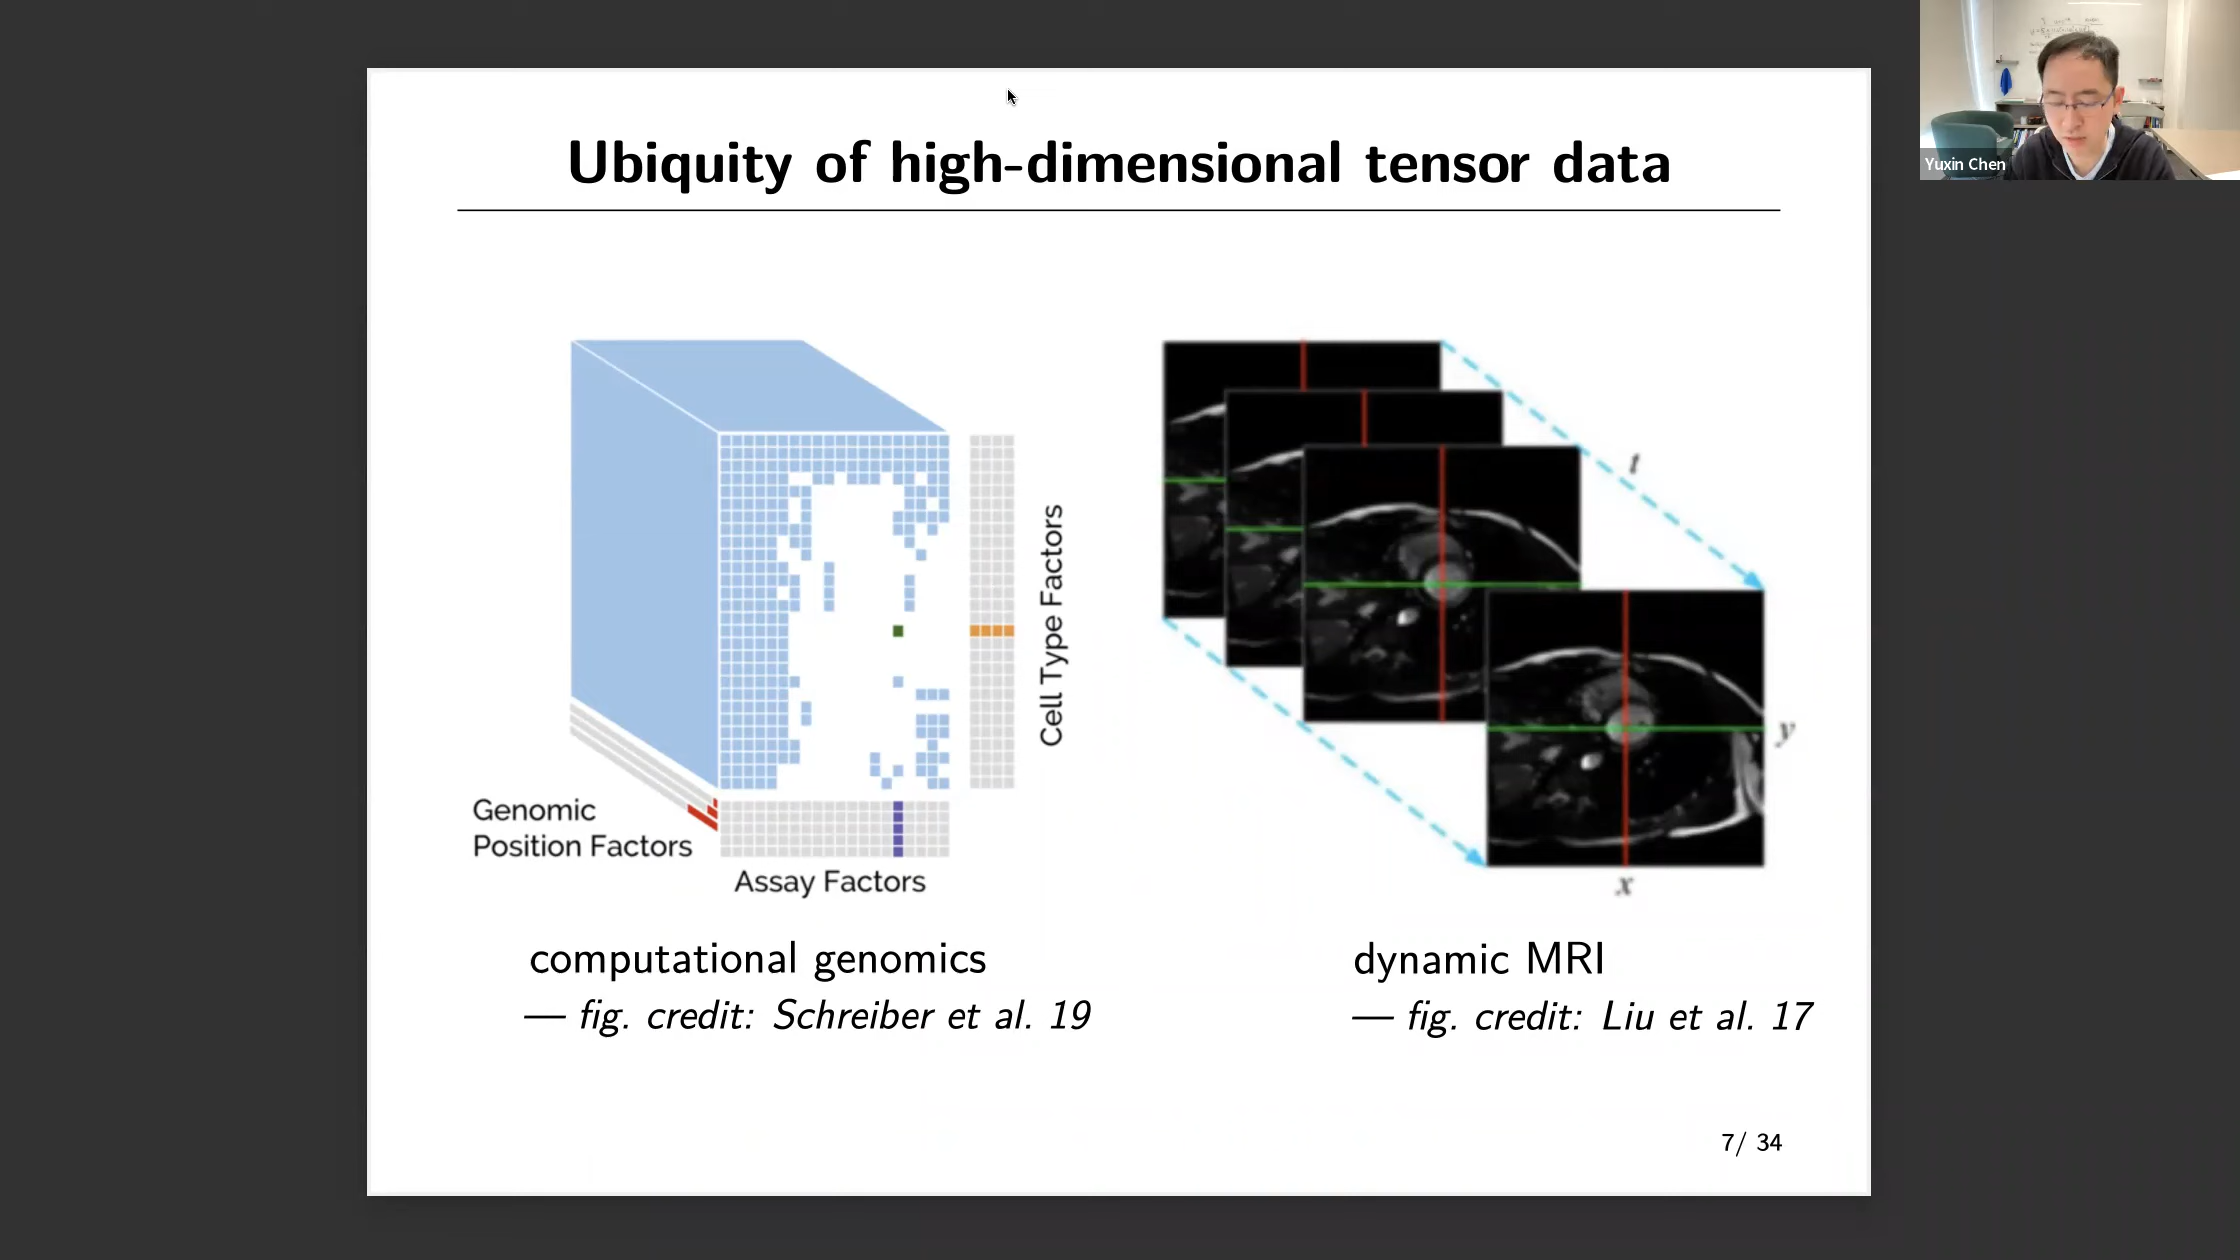 Ubiquity of high-dimensional tensor data
Yuxin Chen
Cell Type Factors
Genomic
Position Factors
Assay Factors
t
y
x
computational genomics
— fig. credit: Schreiber et al. 19
dynamic MRI
— fig. credit: Liu et al. 17
7/ 34